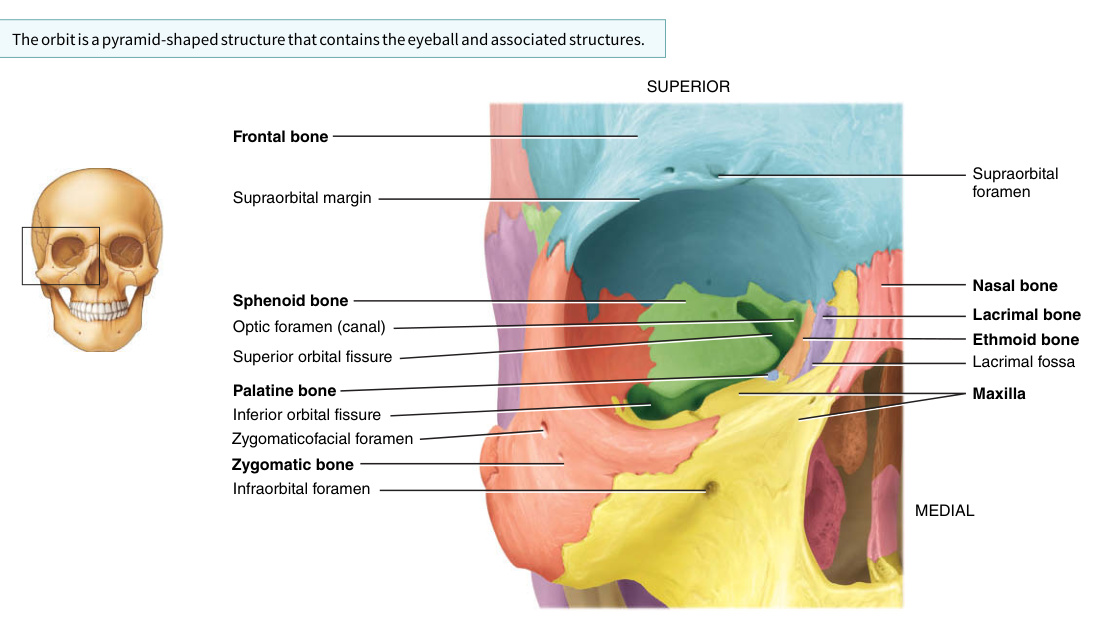 The orbit is a pyramid-shaped structure that contains the eyeball and associated structures.
SUPERIOR
Frontal bone
Supraorbital margin
Sphenoid bone
Optic foramen (canal)
Superior orbital fissure
Palatine bone
Inferior orbital fissure
Zygomaticofacial foramen
Zygomatic bone
Infraorbital foramen
Supraorbital
foramen
Nasal bone
Lacrimal bone
Ethmoid bone
Lacrimal fossa
Maxilla
MEDIAL